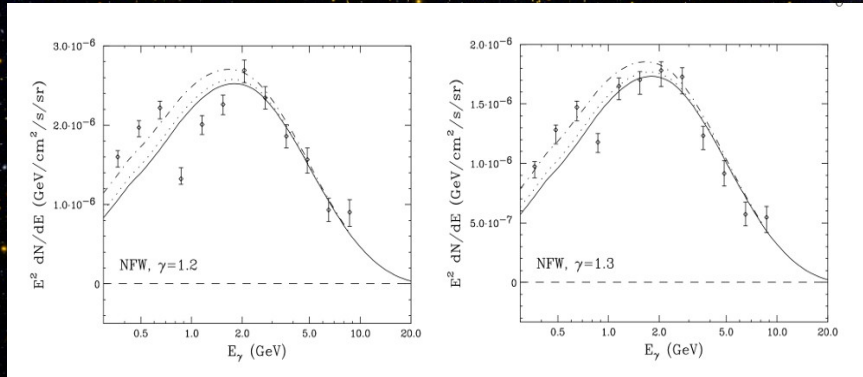 3.0·10⁻⁶
2.0·10⁻⁶
1.0·10⁻⁶
0
E² dN/dE (GeV/cm²/s/sr)
NFW, γ=1.2
0.5 1.0 2.0 5.0 10.0 20.0
E_γ (GeV)
2.0·10⁻⁶
1.5·10⁻⁶
1.0·10⁻⁶
5.0·10⁻⁷
0
E² dN/dE (GeV/cm²/s/sr)
NFW, γ=1.3
0.5 1.0 2.0 5.0 10.0 20.0
E_γ (GeV)